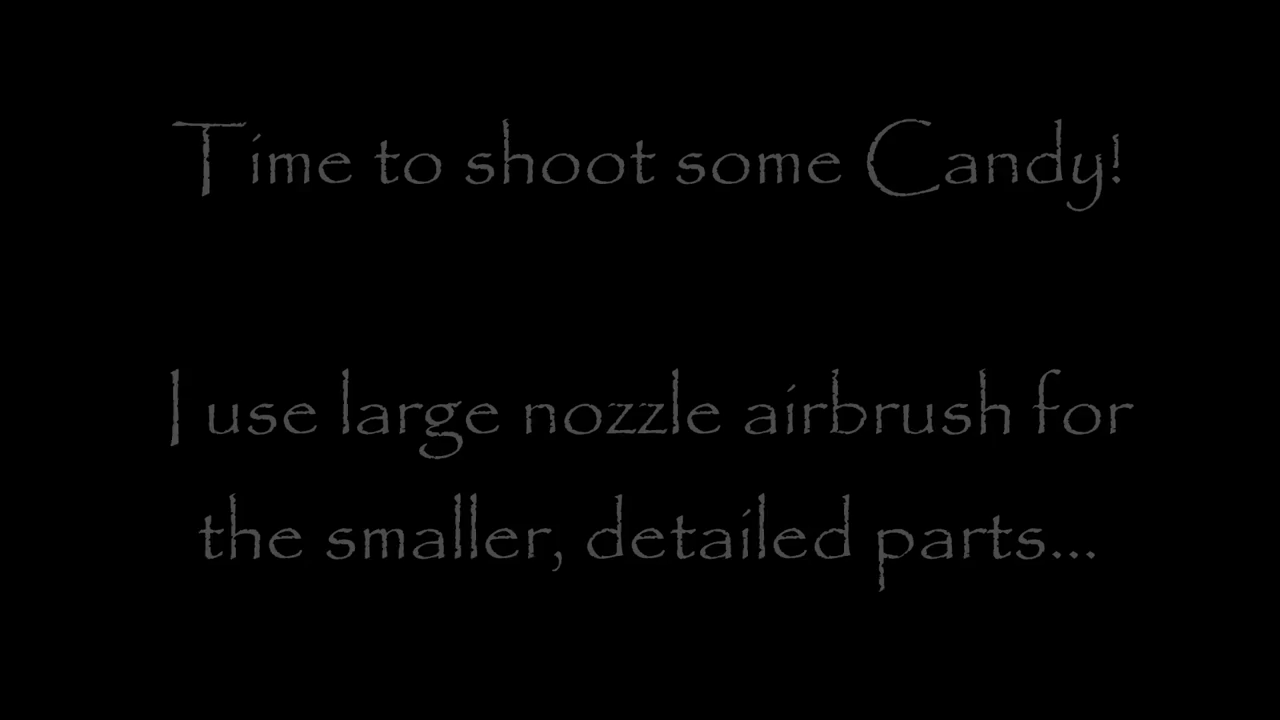 Time to shoot some Candy!
I use large nozzle airbrush for
the smaller, detailed parts...